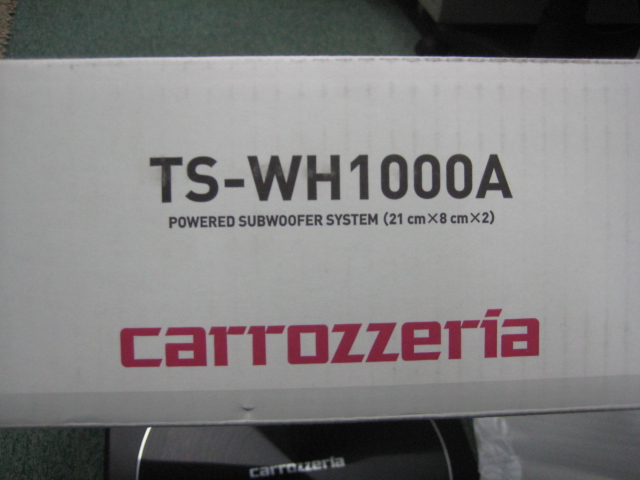 TS-WH1000A
POWERED SUBWOOFER SYSTEM (21 cm×8 cm×2)
carrozzeria
carrozzeria